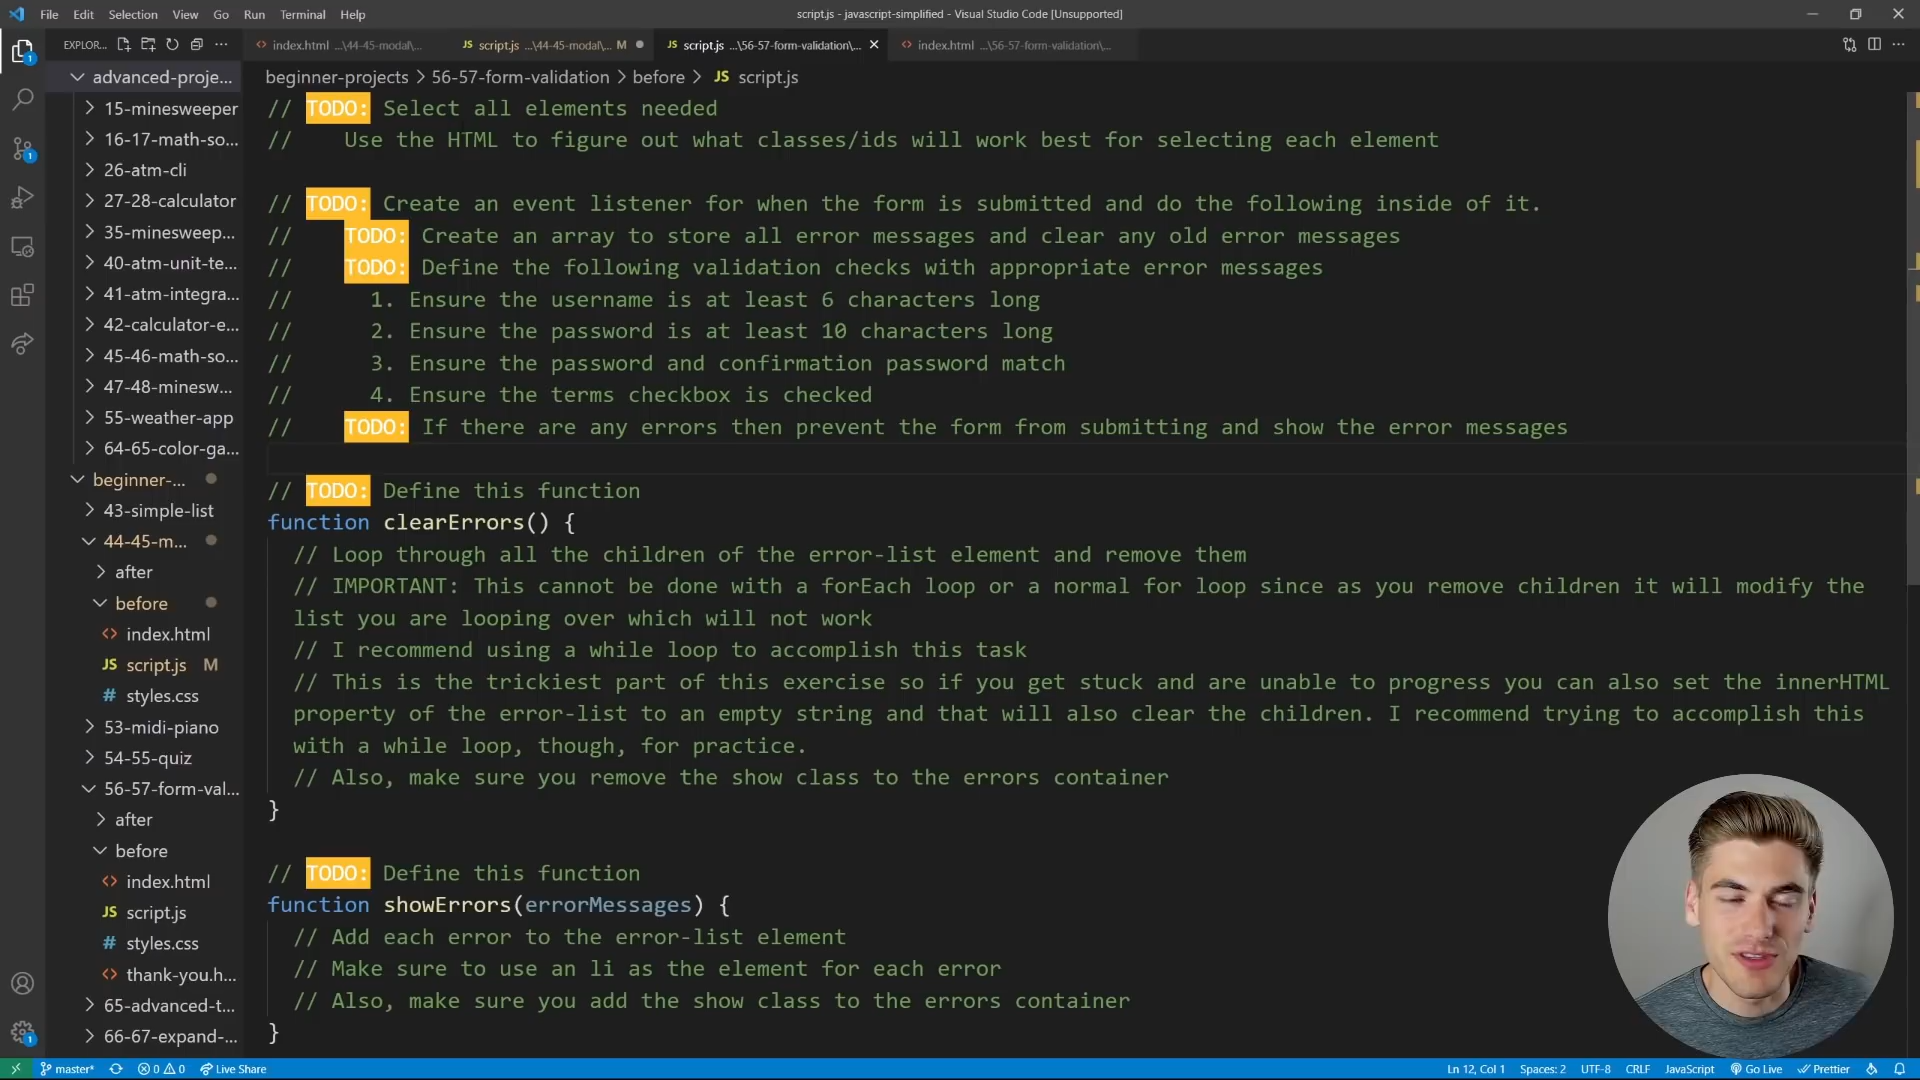 File Edit Selection View Go Run Terminal Help
script.js - javascript-simplified - Visual Studio Code [Unsupported]
EXPLOR...
index.html ...\44-45-modal\...
script.js ...\44-45-modal\... M
script.js ...\56-57-form-validation\...
index.html ...\56-57-form-validation\...
beginner-projects > 56-57-form-validation > before > JS script.js
advanced-proje...
15-minesweeper
16-17-math-so...
26-atm-cli
27-28-calculator
35-minesweep...
40-atm-unit-te...
41-atm-integra...
42-calculator-e...
45-46-math-so...
47-48-minesw...
55-weather-app
64-65-color-ga...
beginner-...
43-simple-list
44-45-m...
after
before
index.html
JS script.js M
# styles.css
53-midi-piano
54-55-quiz
56-57-form-val...
after
before
index.html
JS script.js
# styles.css
thank-you.h...
65-advanced-t...
66-67-expand-...
// TODO: Select all elements needed
// Use the HTML to figure out what classes/ids will work best for selecting each element
// TODO: Create an event listener for when the form is submitted and do the following inside of it.
// TODO: Create an array to store all error messages and clear any old error messages
// TODO: Define the following validation checks with appropriate error messages
// 1. Ensure the username is at least 6 characters long
// 2. Ensure the password is at least 10 characters long
// 3. Ensure the password and confirmation password match
// 4. Ensure the terms checkbox is checked
// TODO: If there are any errors then prevent the form from submitting and show the error messages
// TODO: Define this function
function clearErrors() {
// Loop through all the children of the error-list element and remove them
// IMPORTANT: This cannot be done with a forEach loop or a normal for loop since as you remove children it will modify the
list you are looping over which will not work
// I recommend using a while loop to accomplish this task
// This is the trickiest part of this exercise so if you get stuck and are unable to progress you can also set the innerHTML
property of the error-list to an empty string and that will also clear the children. I recommend trying to accomplish this
with a while loop, though, for practice.
// Also, make sure you remove the show class to the errors container
}
// TODO: Define this function
function showErrors(errorMessages) {
// Add each error to the error-list element
// Make sure to use an li as the element for each error
// Also, make sure you add the show class to the errors container
}
master* 0 0 Live Share
Ln 12, Col 1 Spaces: 2 UTF-8 CRLF JavaScript Go Live Prettier